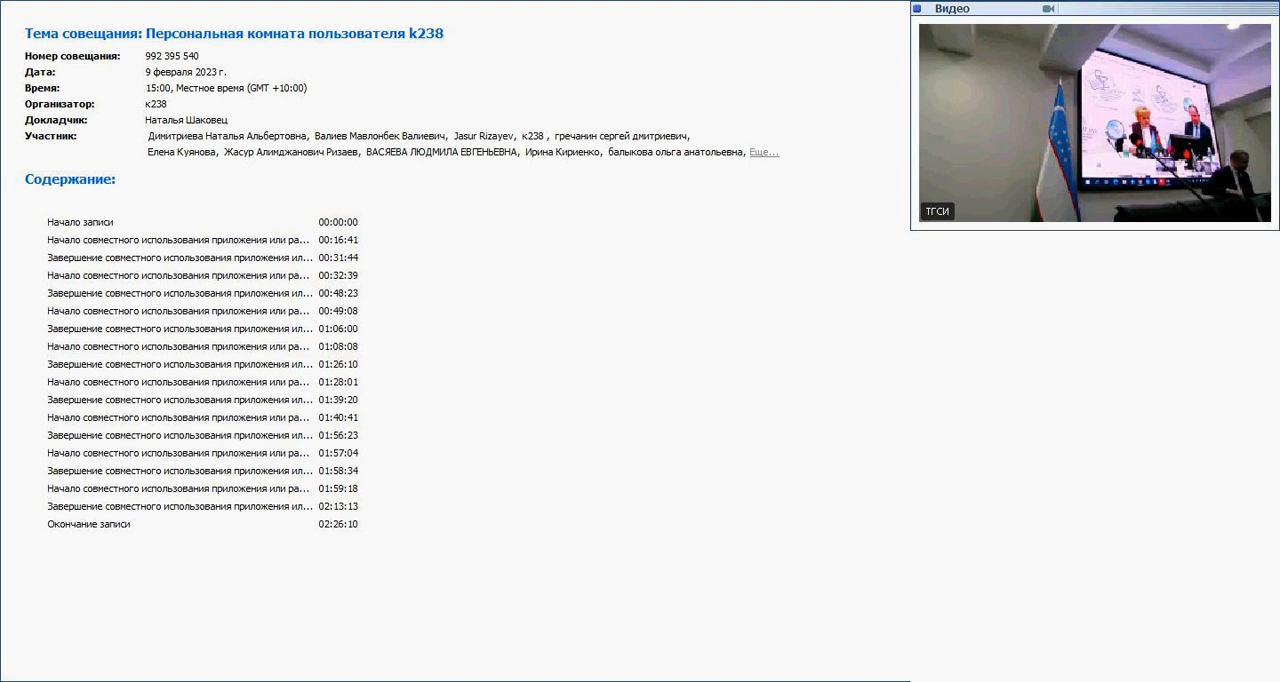 Тема совещания: Персональная комната пользователя k238
Номер совещания: 992 395 540
Дата: 9 февраля 2023 г.
Время: 15:00, Местное время (GMT +10:00)
Организатор: к238
Докладчик: Наталья Шаковец
Участник: Димитриева Наталья Альбертовна, Валиев Мавлонбек Валиевич, Jasur Rizayev, к238 , гречанин сергей дмитриевич,
Елена Куянова, Жасур Алимджанович Ризаев, ВАСЯЕВА ЛЮДМИЛА ЕВГЕНЬЕВНА, Ирина Кириенко, балыкова ольга анатольевна, Еще...
Содержание:
Начало записи 00:00:00
Начало совместного использования приложения или ра... 00:16:41
Завершение совместного использования приложения ил... 00:31:44
Начало совместного использования приложения или ра... 00:32:39
Завершение совместного использования приложения ил... 00:48:23
Начало совместного использования приложения или ра... 00:49:08
Завершение совместного использования приложения ил... 01:06:00
Начало совместного использования приложения или ра... 01:08:08
Завершение совместного использования приложения ил... 01:26:10
Начало совместного использования приложения или ра... 01:28:01
Завершение совместного использования приложения ил... 01:39:20
Начало совместного использования приложения или ра... 01:40:41
Завершение совместного использования приложения ил... 01:56:23
Начало совместного использования приложения или ра... 01:57:04
Завершение совместного использования приложения ил... 01:58:34
Начало совместного использования приложения или ра... 01:59:18
Завершение совместного использования приложения ил... 02:13:13
Окончание записи 02:26:10
Видео
ТГСИ